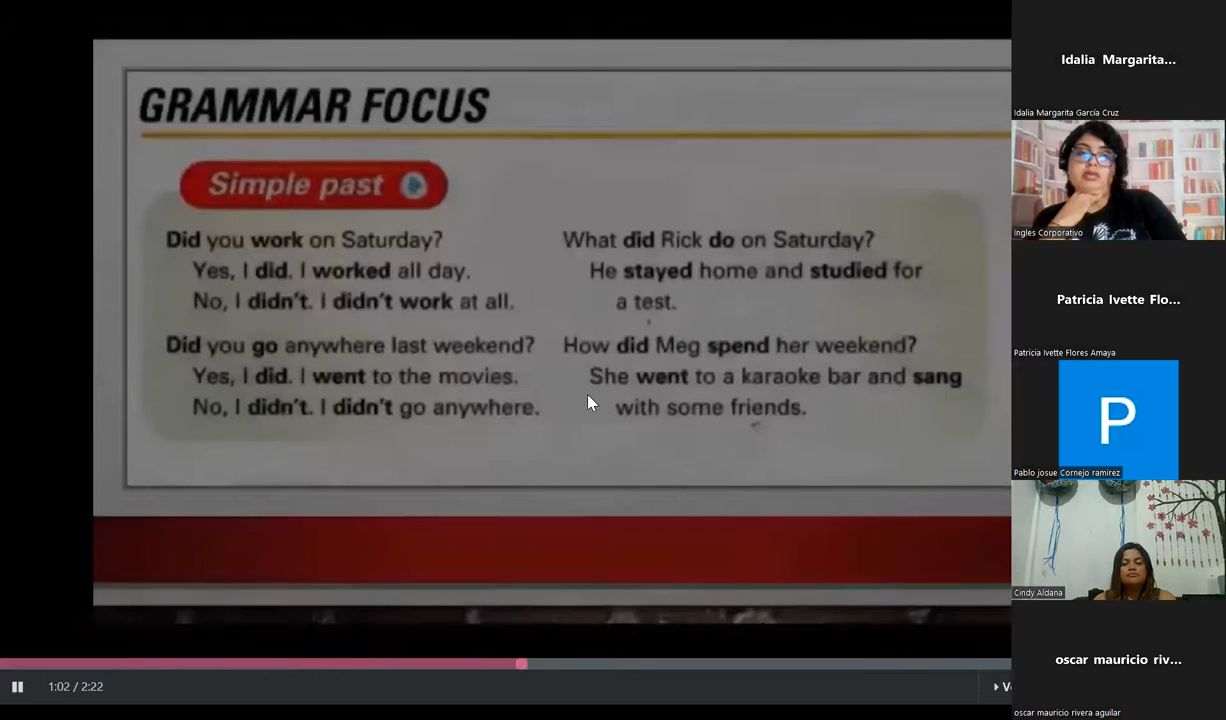 GRAMMAR FOCUS
Simple past
Did you work on Saturday?
Yes, I did. I worked all day.
No, I didn't. I didn't work at all.
Did you go anywhere last weekend?
Yes, I did. I went to the movies.
No, I didn't. I didn't go anywhere.
What did Rick do on Saturday?
He stayed home and studied for
a test.
How did Meg spend her weekend?
She went to a karaoke bar and sang
with some friends.
1:02 / 2:22
Idalia Margarita...
Idalia Margarita García Cruz
Ingles Corporativo
Patricia Ivette Flo...
Patricia Ivette Flores Amaya
P
Pablo josue Cornejo ramirez
Cindy Aldana
oscar mauricio riv...
oscar mauricio rivera aguilar